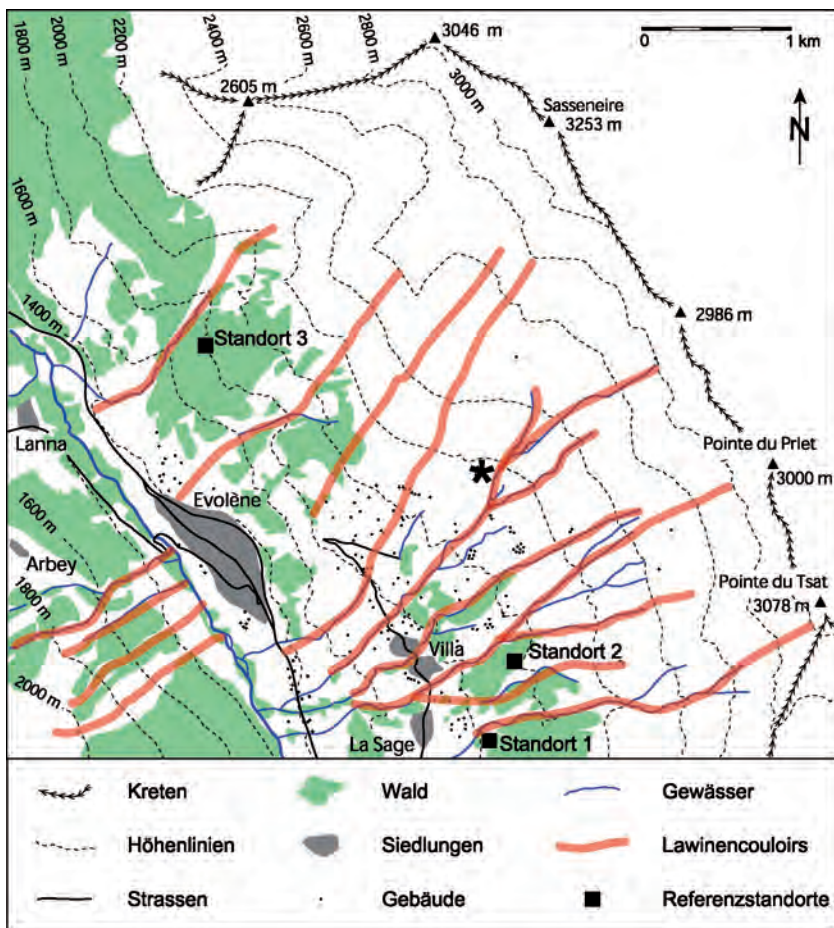 1800 m
2000 m
2200 m
2400 m
2600 m
2800 m
3000 m
3046 m
0 1 km
2605 m
Sasseneire
3253 m
N
1600 m
1400 m
Standort 3
2986 m
Lanna
Pointe du Prlet
3000 m
Evolène
1600 m
Arbey
1800 m
Pointe du Tsat
3078 m
Villa
Standort 2
2000 m
La Sage
Standort 1
Kreten
Wald
Gewässer
Höhenlinien
Siedlungen
Lawinencouloirs
Strassen
Gebäude
Referenzstandorte